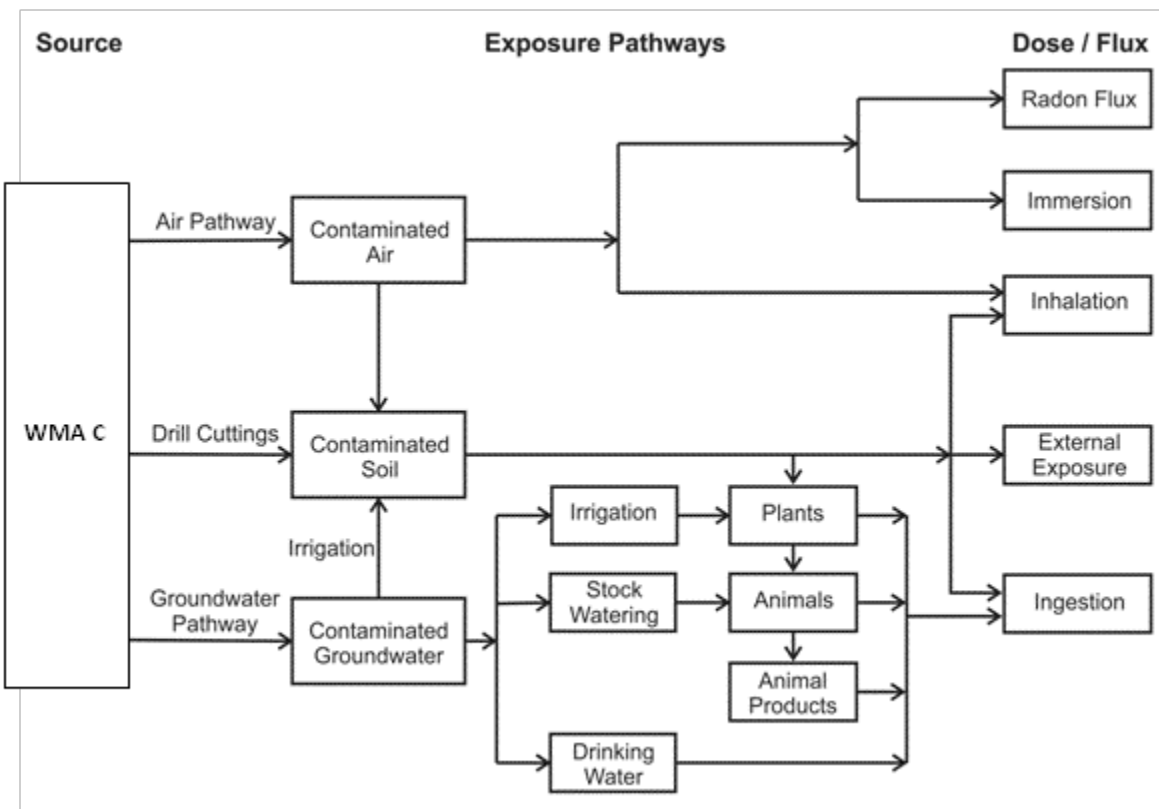 Source
Exposure Pathways
Dose / Flux
Radon Flux
Immersion
Air Pathway
Contaminated
Air
Inhalation
WMA C
Drill Cuttings
Contaminated
Soil
External
Exposure
Irrigation
Irrigation
Plants
Groundwater
Pathway
Contaminated
Groundwater
Stock
Watering
Animals
Ingestion
Animal
Products
Drinking
Water